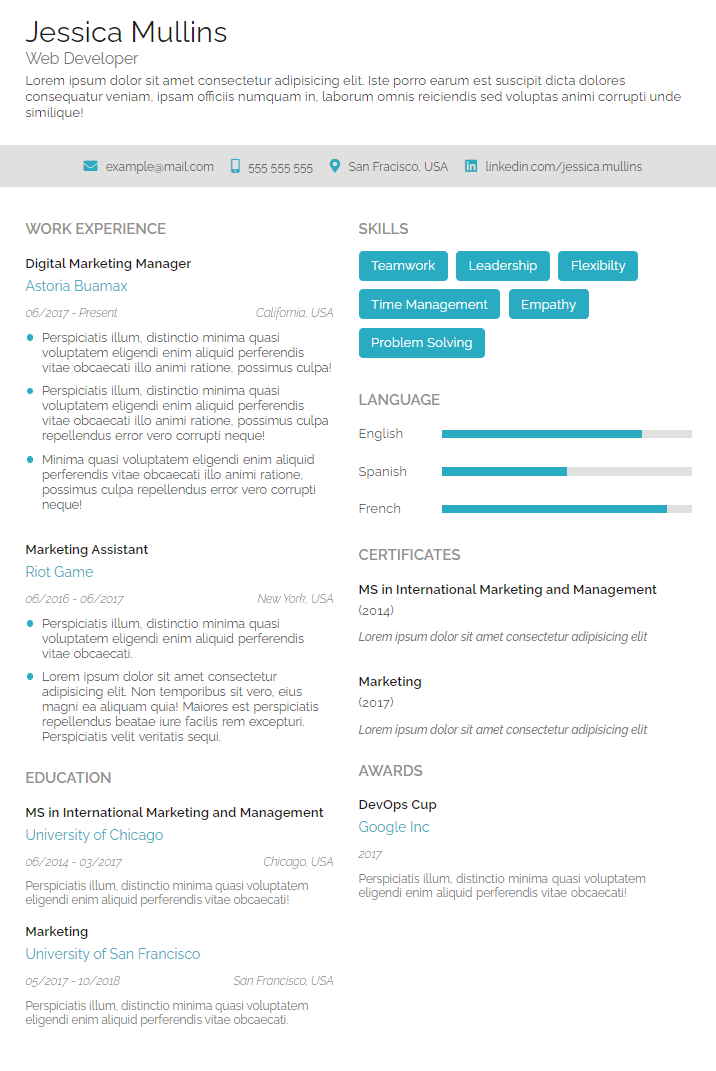 Jessica Mullins
Web Developer
Lorem ipsum dolor sit amet consectetur adipisicing elit. Iste porro earum est suscipit dicta dolores
consequatur veniam, ipsam officiis numquam in, laborum omnis reiciendis sed voluptas animi corrupti unde
similique!
example@mail.com 555 555 555 San Fracisco, USA linkedin.com/jessica.mullins
WORK EXPERIENCE
Digital Marketing Manager
Astoria Buamax
06/2017 - Present California, USA
Perspiciatis illum, distinctio minima quasi
voluptatem eligendi enim aliquid perferendis
vitae obcaecati illo animi ratione, possimus culpa!
Perspiciatis illum, distinctio minima quasi
voluptatem eligendi enim aliquid perferendis
vitae obcaecati illo animi ratione, possimus culpa
repellendus error vero corrupti neque!
Minima quasi voluptatem eligendi enim aliquid
perferendis vitae obcaecati illo animi ratione,
possimus culpa repellendus error vero corrupti
neque!
Marketing Assistant
Riot Game
06/2016 - 06/2017 New York, USA
Perspiciatis illum, distinctio minima quasi
voluptatem eligendi enim aliquid perferendis
vitae obcaecati.
Lorem ipsum dolor sit amet consectetur
adipisicing elit. Non temporibus sit vero, eius
magni ea aliquam quia! Maiores est perspiciatis
repellendus beatae iure facilis rem excepturi.
Perspiciatis velit veritatis sequi.
EDUCATION
MS in International Marketing and Management
University of Chicago
06/2014 - 03/2017 Chicago, USA
Perspiciatis illum, distinctio minima quasi voluptatem
eligendi enim aliquid perferendis vitae obcaecati!
Marketing
University of San Francisco
05/2017 - 10/2018 San Francisco, USA
Perspiciatis illum, distinctio minima quasi voluptatem
eligendi enim aliquid perferendis vitae obcaecati.
SKILLS
Teamwork Leadership Flexibilty
Time Management Empathy
Problem Solving
LANGUAGE
English
Spanish
French
CERTIFICATES
MS in International Marketing and Management
(2014)
Lorem ipsum dolor sit amet consectetur adipisicing elit
Marketing
(2017)
Lorem ipsum dolor sit amet consectetur adipisicing elit
AWARDS
DevOps Cup
Google Inc
2017
Perspiciatis illum, distinctio minima quasi voluptatem
eligendi enim aliquid perferendis vitae obcaecati!